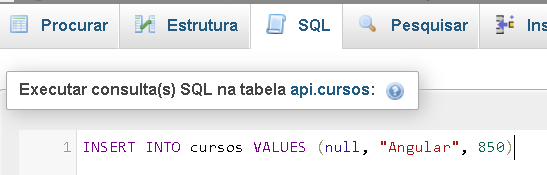 Procurar Estrutura SQL Pesquisar Ins
Executar consulta(s) SQL na tabela api.cursos:
1 INSERT INTO cursos VALUES (null, "Angular", 850)